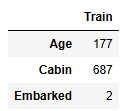 Train
Age 177
Cabin 687
Embarked 2